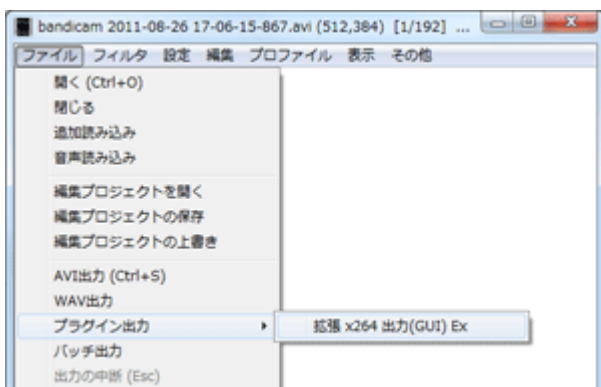 bandicam 2011-08-26 17-06-15-867.avi (512,384) [1/192] ...
ファイル フィルタ 設定 編集 プロファイル 表示 その他
開く (Ctrl+O)
閉じる
追加読み込み
音声読み込み
編集プロジェクトを開く
編集プロジェクトの保存
編集プロジェクトの上書き
AVI出力 (Ctrl+S)
WAV出力
プラグイン出力
拡張 x264 出力(GUI) Ex
バッチ出力
出力の中断 (Esc)